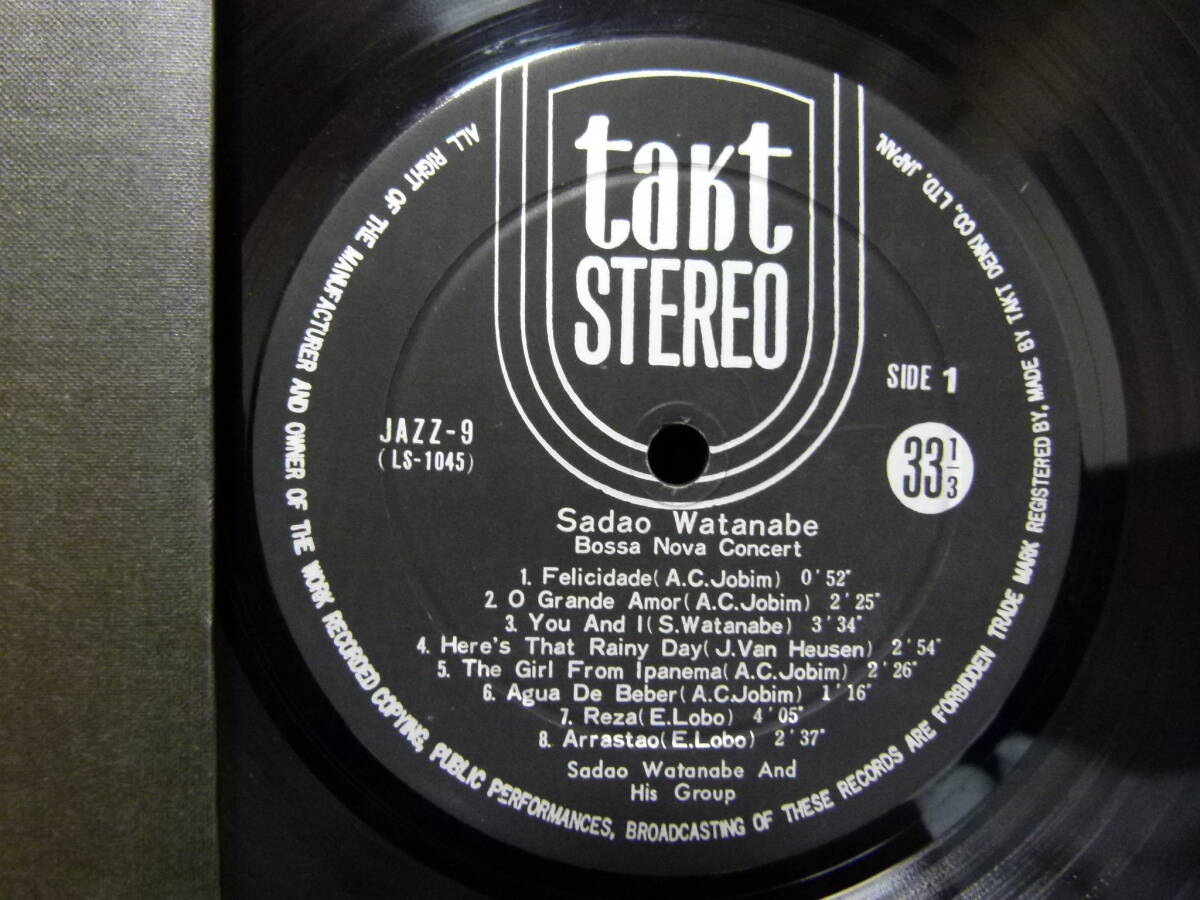 takt
STEREO
SIDE 1
JAZZ-9
(LS-1045)
33 1/3
Sadao Watanabe
Bossa Nova Concert
1. Felicidade(A.C.Jobim) 0'52"
2. O Grande Amor(A.C.Jobim) 2'25"
3. You And I(S.Watanabe) 3'34"
4. Here's That Rainy Day(J.Van Heusen) 2'54"
5. The Girl From Ipanema(A.C.Jobim) 2'26"
6. Agua De Beber(A.C.Jobim) 1'16"
7. Reza(E.Lobo) 4'05"
8. Arrastao(E.Lobo) 2'37"
Sadao Watanabe And
His Group
ALL RIGHT OF THE MANUFACTURER AND OWNER OF THE WORK RECORDED COPYING, PUBLIC PERFORMANCES, BROADCASTING OF THESE RECORDS ARE FORBIDDEN TRADE MARK REGISTERED BY, MADE BY TAKT DENKI CO., LTD. JAPAN.